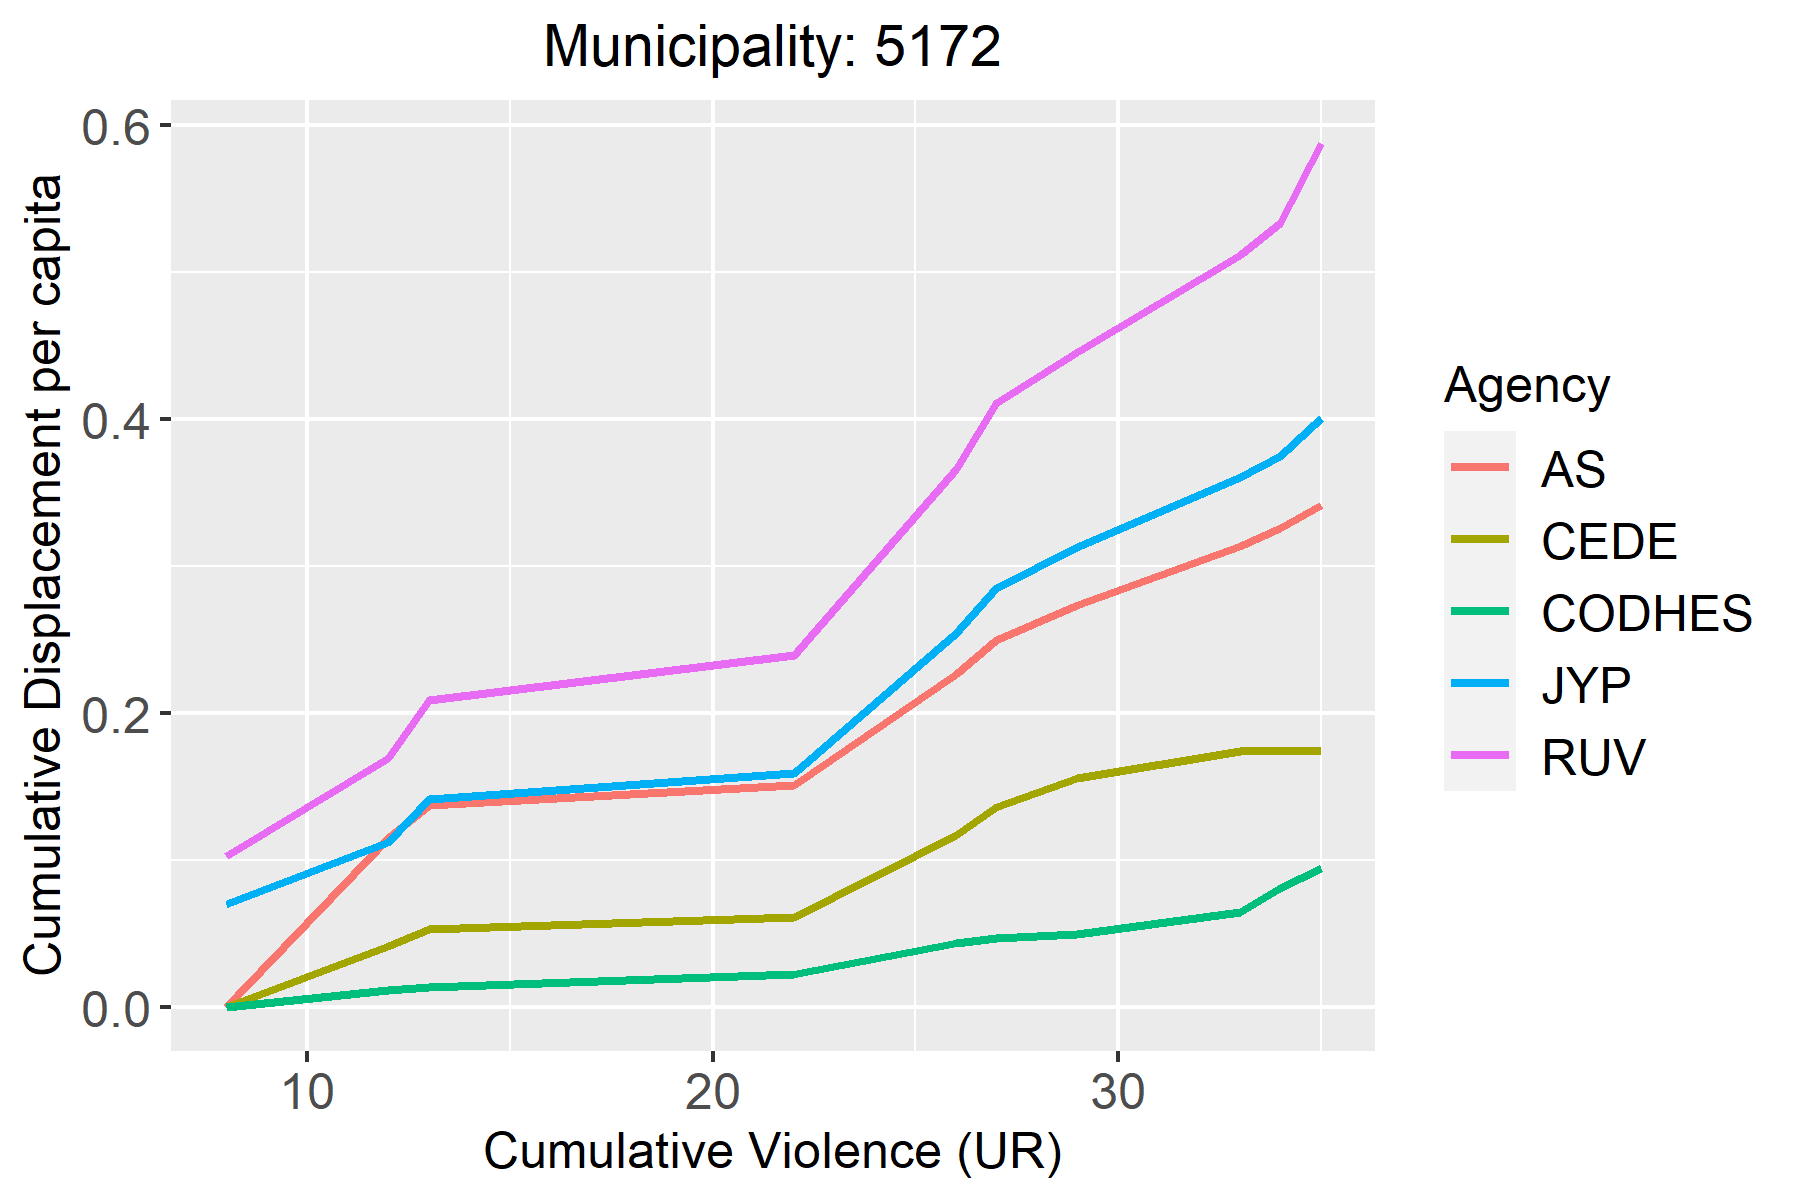 Municipality: 5172
Cumulative Displacement per capita
0.6
0.4
0.2
0.0
10 20 30
Cumulative Violence (UR)
Agency
AS
CEDE
CODHES
JYP
RUV